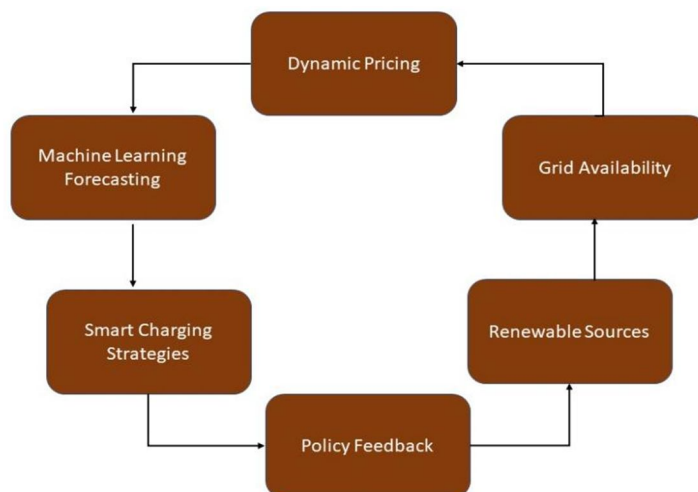 Dynamic Pricing
Machine Learning
Forecasting
Grid Availability
Smart Charging
Strategies
Renewable Sources
Policy Feedback